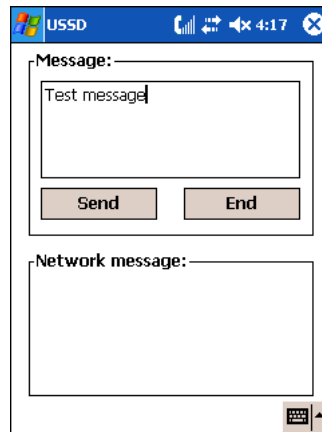 USSD 4:17
Message:
Test message
Send End
Network message: